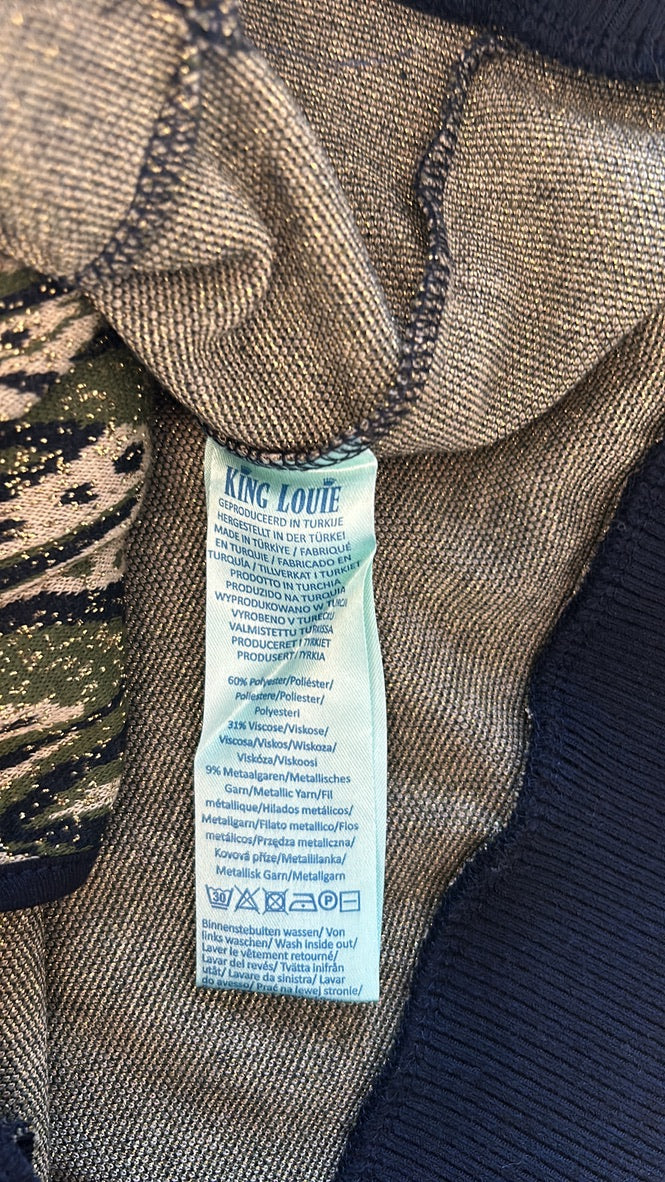 KING LOUIE
GEPRODUCEERD IN TURKIJE
HERGESTELLT IN DER TÜRKEI
MADE IN TÜRKİYE / FABRIQUÉ
EN TURQUIE / FABRICADO EN
TURQUÍA / TILLVERKAT I TURKIET
PRODOTTO IN TURCHIA
PRODUZIDO NA TURQUIA
WYPRODUKOWANO W TURCJI
VYROBENO V TURECKU
VALMISTETTU TURKISSA
PRODUCERET I TYRKIET
PRODUSERT/TYRKIA
60% Polyester/Poliéster/
Poliestere/Poliester/
Polyesteri
31% Viscose/Viskose/
Viscosa/Viskos/Wiskoza/
Viskóza/Viskoosi
9% Metaalgaren/Metallisches
Garn/Metallic Yarn/Fil
métallique/Hilados metálicos/
Metallgarn/Filato metallico/Fios
metálicos/Przędza metaliczna/
Kovová příze/Metallilanka/
Metallisk Garn/Metallgarn
30 P
Binnenstebuiten wassen/ Von
links waschen/ Wash inside out/
Laver le vêtement retourné/
Lavar del revés/ Tvätta inifrån
utåt/ Lavare da sinistra/ Lavar
do avesso/ Prać na lewej stronie/